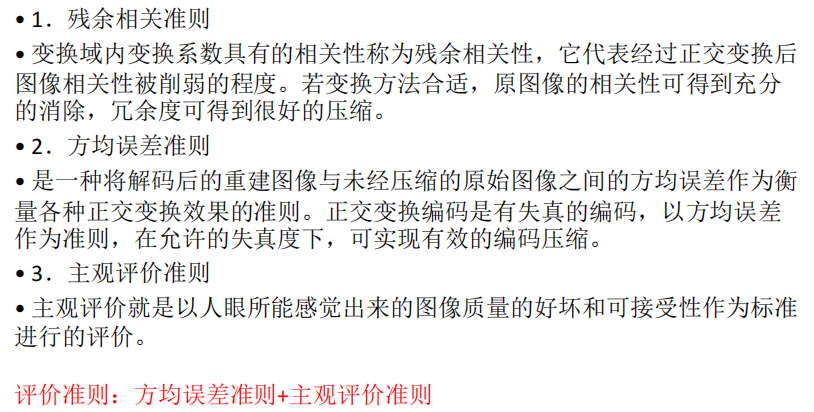 • 1．残余相关准则
• 变换域内变换系数具有的相关性称为残余相关性，它代表经过正交变换后
图像相关性被削弱的程度。若变换方法合适，原图像的相关性可得到充分
的消除，冗余度可得到很好的压缩。
• 2．方均误差准则
• 是一种将解码后的重建图像与未经压缩的原始图像之间的方均误差作为衡
量各种正交变换效果的准则。正交变换编码是有失真的编码，以方均误差
作为准则，在允许的失真度下，可实现有效的编码压缩。
• 3．主观评价准则
• 主观评价就是以人眼所能感觉出来的图像质量的好坏和可接受性作为标准
进行的评价。
评价准则：方均误差准则+主观评价准则